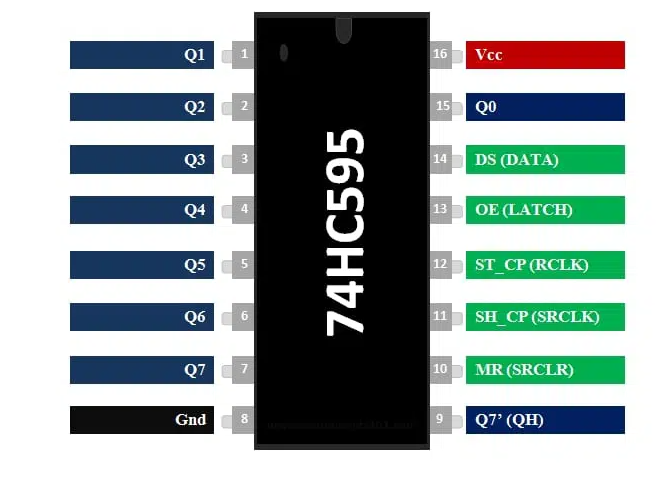 Q1 1 16 Vcc
Q2 2 15 Q0
Q3 3 14 DS (DATA)
Q4 4 13 OE (LATCH)
Q5 5 12 ST_CP (RCLK)
Q6 6 11 SH_CP (SRCLK)
Q7 7 10 MR (SRCLR)
Gnd 8 9 Q7’ (QH)
74HC595